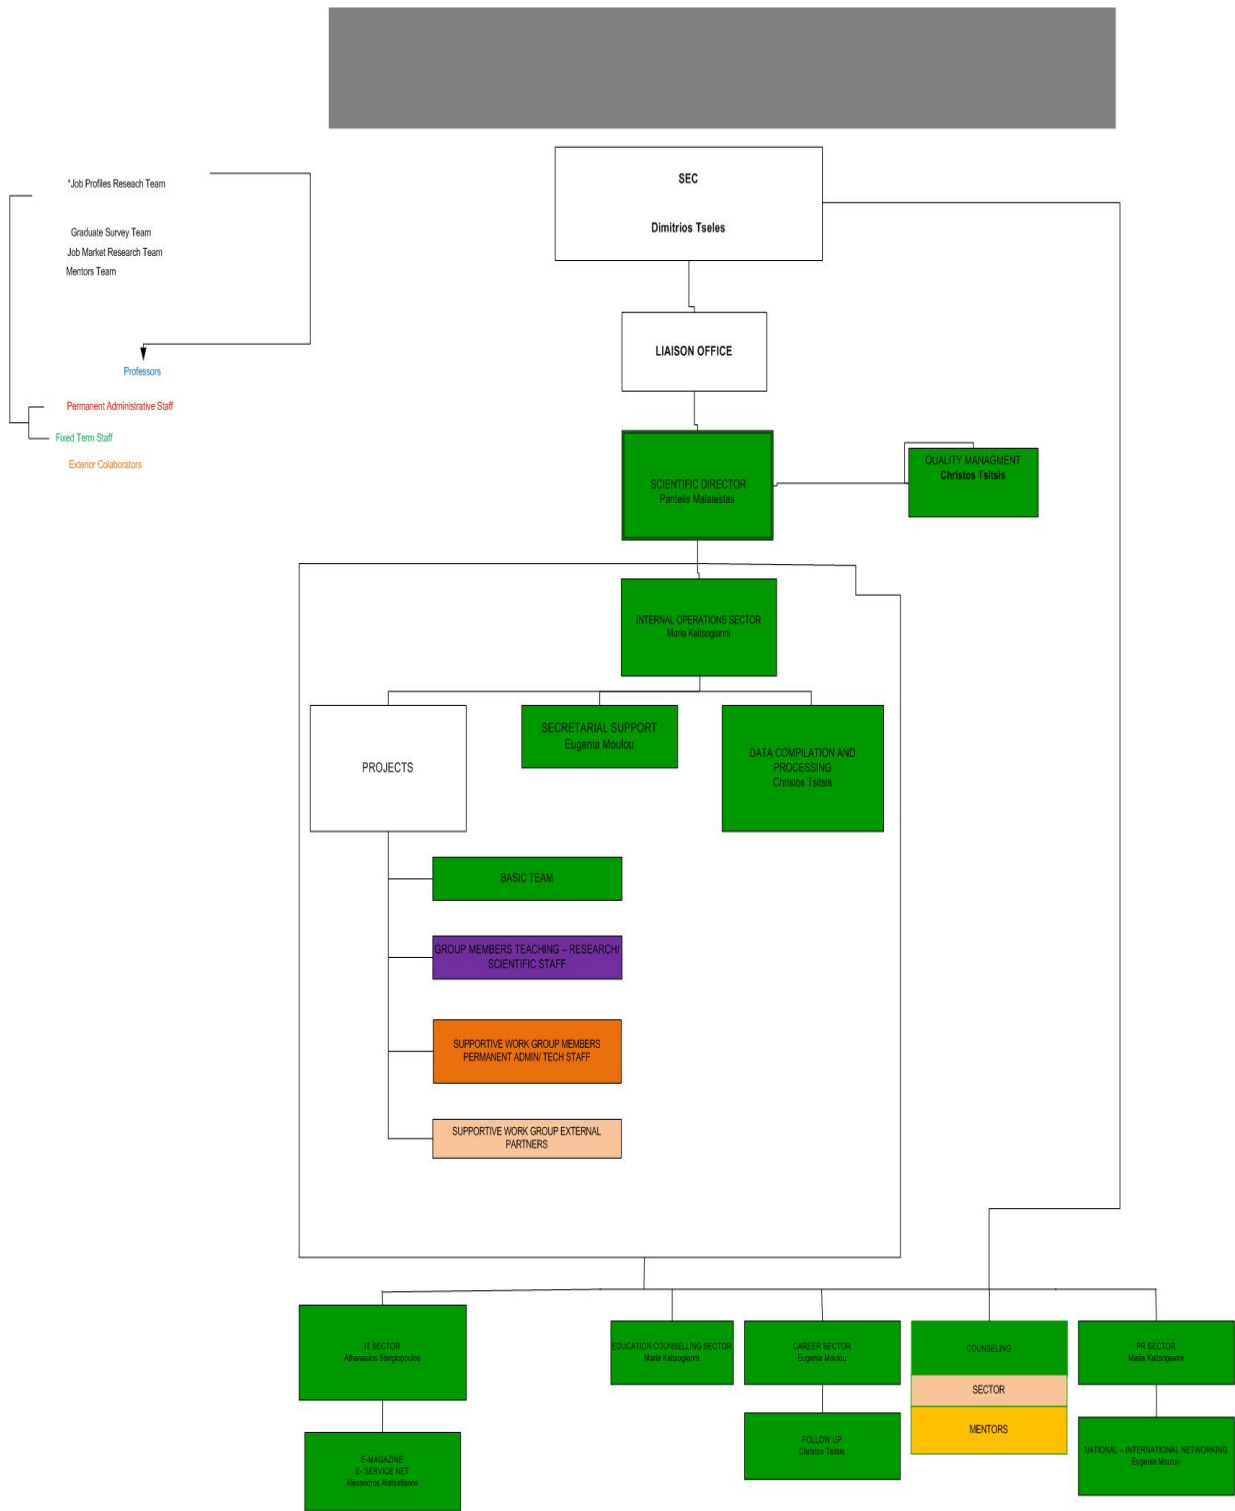 *Job Profiles Reseach Team
Graduate Survey Team
Job Market Research Team
Mentors Team
Professors
Permanent Administrative Staff
Fixed Term Staff
Exterior Colaborators
SEC
Dimitrios Tseles
LIAISON OFFICE
SCIENTIFIC DIRECTOR
Pantelis Malatestas
QUALITY MANAGMENT
Christos Tsitsis
INTERNAL OPERATIONS SECTOR
Maria Kaltsogianni
PROJECTS
SECRETARIAL SUPPORT
Eugenia Moulou
DATA COMPILATION AND
PROCESSING
Christos Tsitsis
BASIC TEAM
GROUP MEMBERS TEACHING – RESEARCH/
SCIENTIFIC STAFF
SUPPORTIVE WORK GROUP MEMBERS
PERMANENT ADMIN/ TECH STAFF
SUPPORTIVE WORK GROUP EXTERNAL
PARTNERS
IT SECTOR
Athanasios Stergiopoulos
EDUCATION COUNSELLING SECTOR
Maria Kaltsogianni
CAREER SECTOR
Eugenia Moulou
COUNSELING
SECTOR
MENTORS
PR SECTOR
Maria Kaltsogianni
E-MAGAZINE
E- SERVICE NET
Alexandros Alatsatianos
FOLLOW UP
Christos Tsitsis
NATIONAL – INTERNATIONAL NETWORKING
Eugenia Moulou